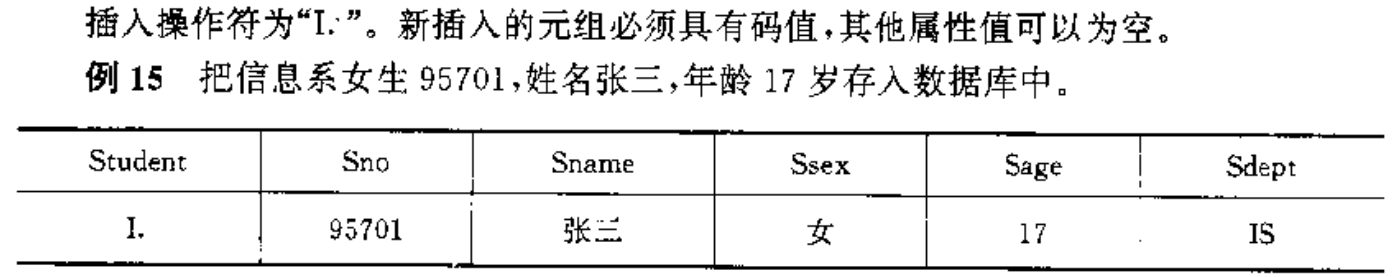 插入操作符为“I.”。新插入的元组必须具有码值,其他属性值可以为空。
例 15 把信息系女生 95701,姓名张三,年龄 17 岁存入数据库中。
Student Sno Sname Ssex Sage Sdept
I. 95701 张三 女 17 IS